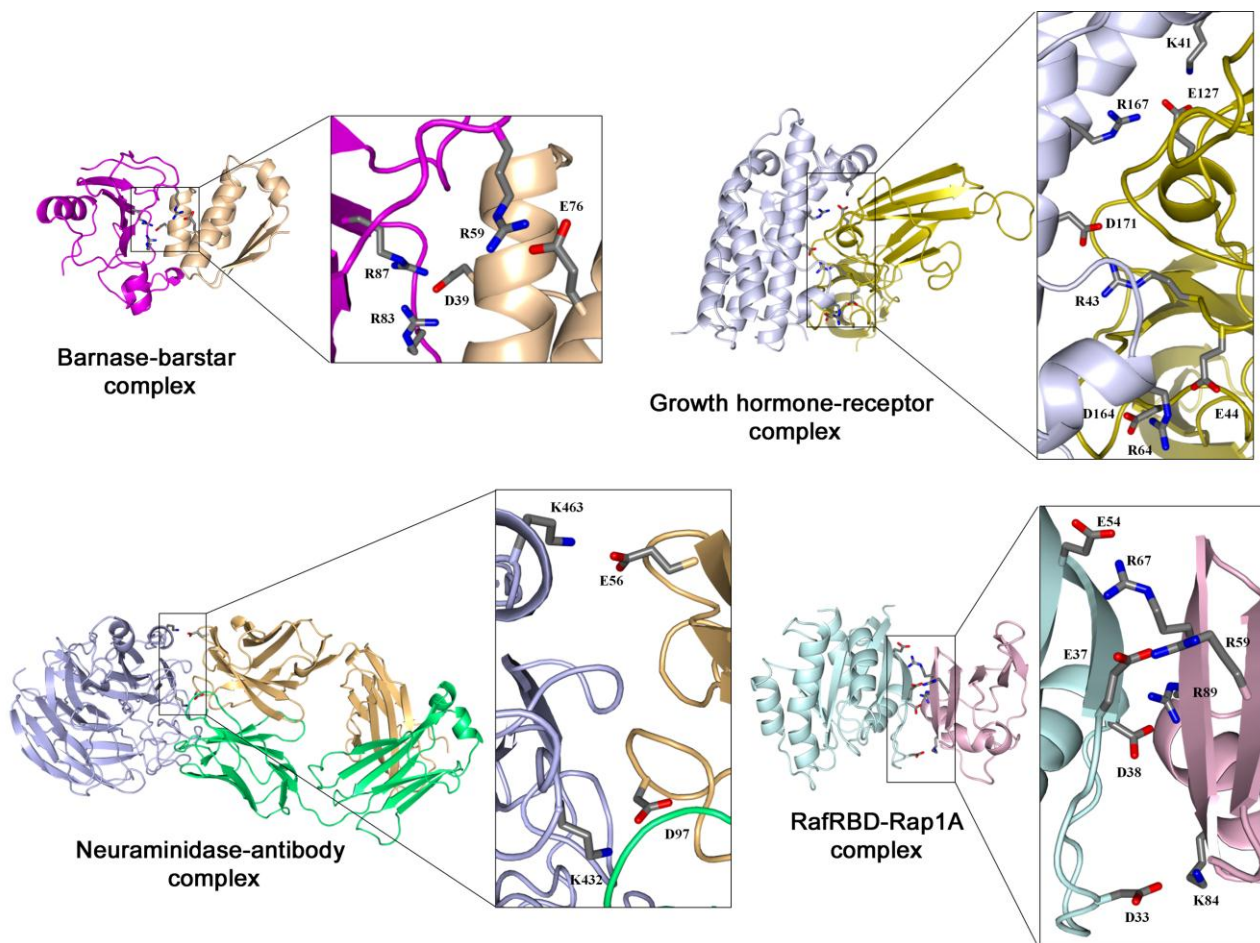 R59
E76
R87
D39
R83
Barnase-barstar
complex
K41
E127
R167
D171
R43
D164
E44
R64
Growth hormone-receptor
complex
K463
E56
D97
K432
Neuraminidase-antibody
complex
E54
R67
E37
R59
R89
D38
K84
D33
RafRBD-Rap1A
complex